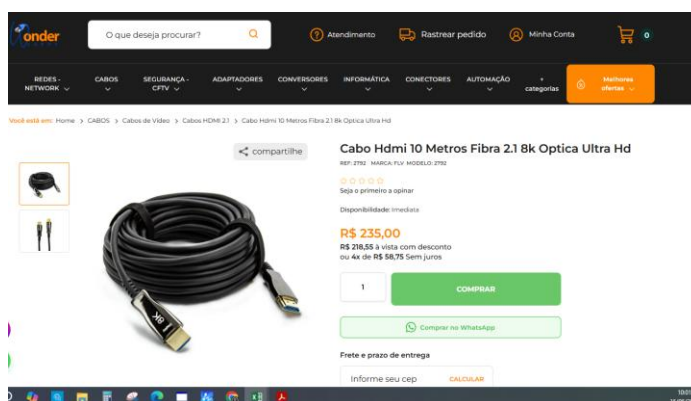 onder
O que deseja procurar?
Atendimento
Rastrear pedido
Minha Conta
0
REDES - NETWORK
CABOS
SEGURANÇA - CFTV
ADAPTADORES
CONVERSORES
INFORMÁTICA
CONECTORES
AUTOMAÇÃO
+ categorias
Melhores ofertas
Você está em: Home > CABOS > Cabos de Vídeo > Cabos HDMI 2.1 > Cabo Hdmi 10 Metros Fibra 2.1 8k Optica Ultra Hd
compartilhe
Cabo Hdmi 10 Metros Fibra 2.1 8k Optica Ultra Hd
REF: 2792 MARCA: FLV MODELO: 2792
Seja o primeiro a opinar
Disponibilidade: Imediata
R$ 235,00
R$ 218,55 à vista com desconto
ou 4x de R$ 58,75 Sem juros
1
COMPRAR
Comprar no WhatsApp
8K
Frete e prazo de entrega
Informe seu cep
CALCULAR